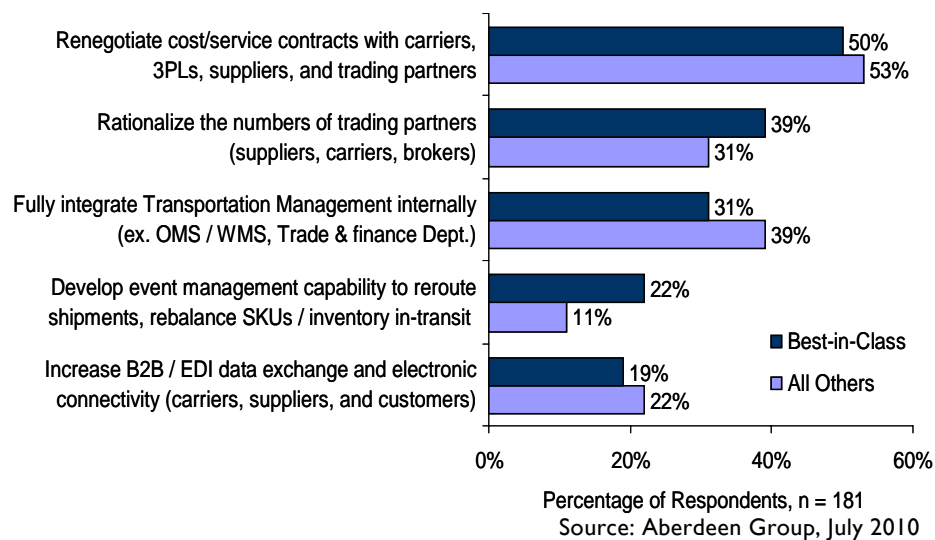 Renegotiate cost/service contracts with carriers,
3PLs, suppliers, and trading partners
50%
53%
Rationalize the numbers of trading partners
(suppliers, carriers, brokers)
39%
31%
Fully integrate Transportation Management internally
(ex. OMS / WMS, Trade & finance Dept.)
31%
39%
Develop event management capability to reroute
shipments, rebalance SKUs / inventory in-transit
22%
11%
Increase B2B / EDI data exchange and electronic
connectivity (carriers, suppliers, and customers)
19%
22%
Best-in-Class
All Others
0% 20% 40% 60%
Percentage of Respondents, n = 181
Source: Aberdeen Group, July 2010